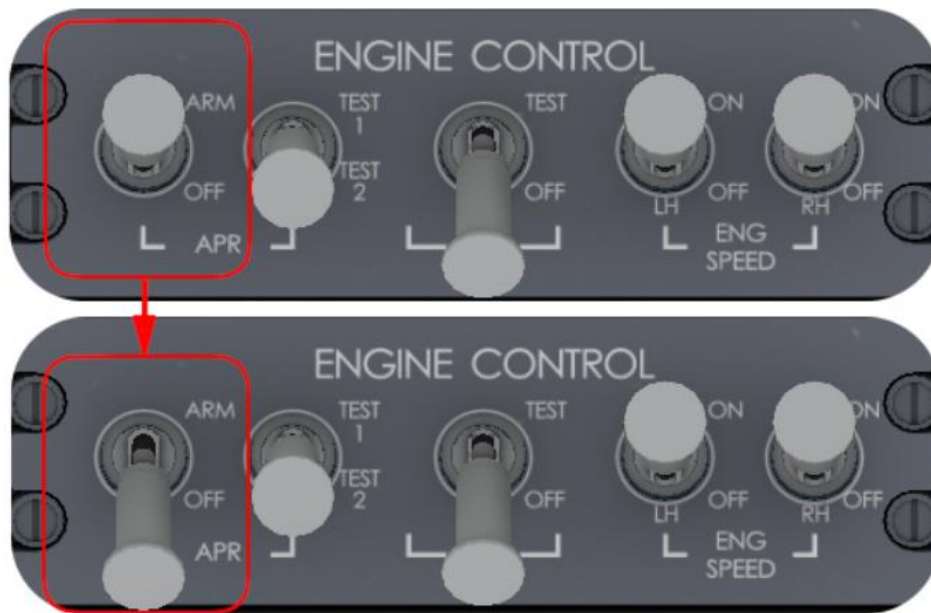 ENGINE CONTROL
ARM TEST 1 TEST ON ON
OFF TEST 2 OFF OFF OFF
LH RH
APR ENG SPEED
ENGINE CONTROL
ARM TEST 1 TEST ON ON
OFF TEST 2 OFF OFF OFF
LH RH
APR ENG SPEED